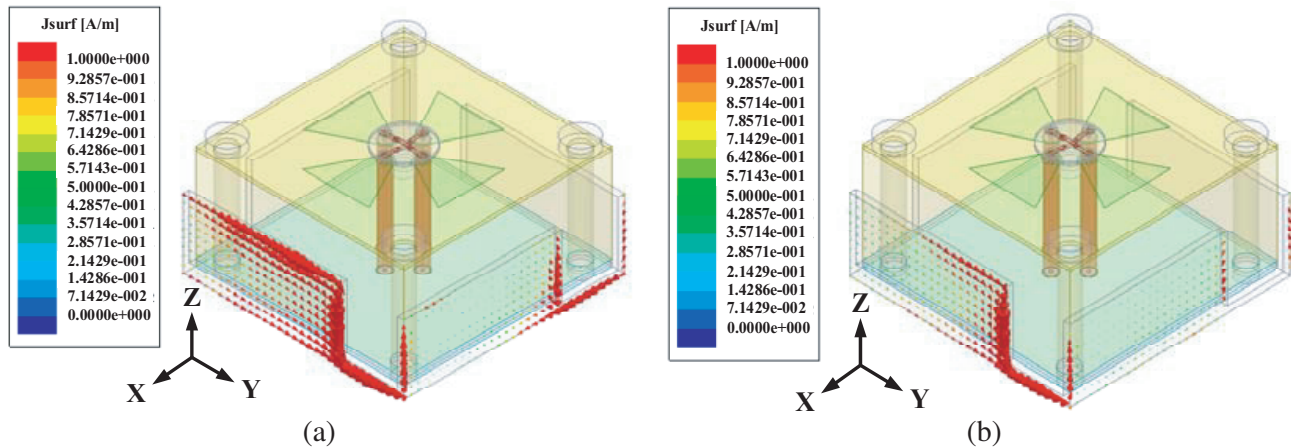 Jsurf [A/m]
1.0000e+000
9.2857e-001
8.5714e-001
7.8571e-001
7.1429e-001
6.4286e-001
5.7143e-001
5.0000e-001
4.2857e-001
3.5714e-001
2.8571e-001
2.1429e-001
1.4286e-001
7.1429e-002
0.0000e+000
Z
X
Y
(a)
Jsurf [A/m]
1.0000e+000
9.2857e-001
8.5714e-001
7.8571e-001
7.1429e-001
6.4286e-001
5.7143e-001
5.0000e-001
4.2857e-001
3.5714e-001
2.8571e-001
2.1429e-001
1.4286e-001
7.1429e-002
0.0000e+000
Z
X
Y
(b)